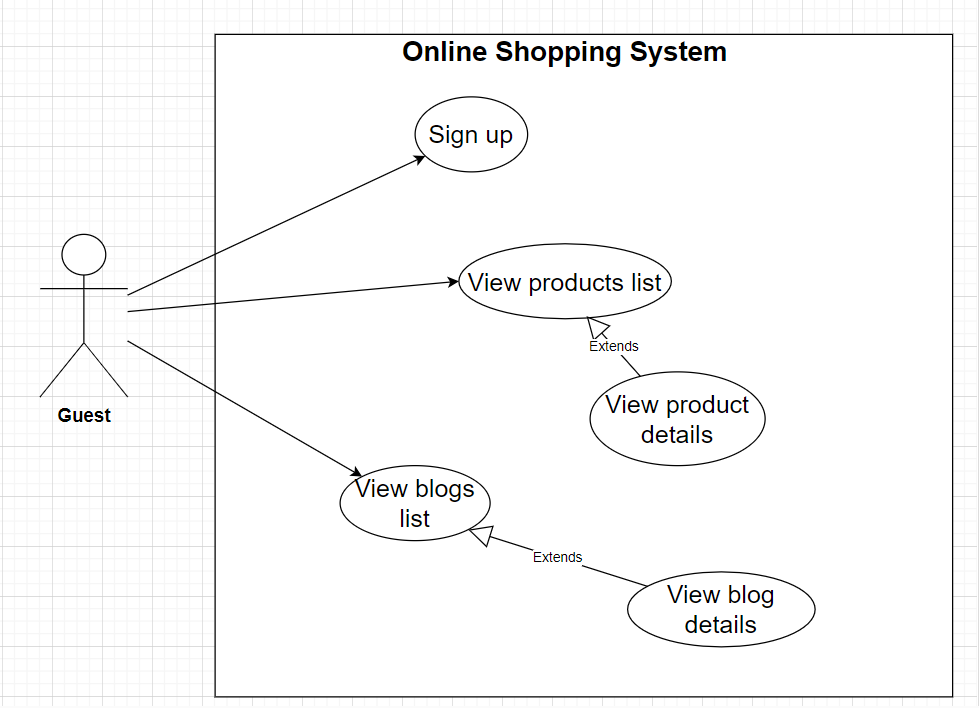 Online Shopping System
Sign up
View products list
Extends
View product
details
Guest
View blogs
list
Extends
View blog
details